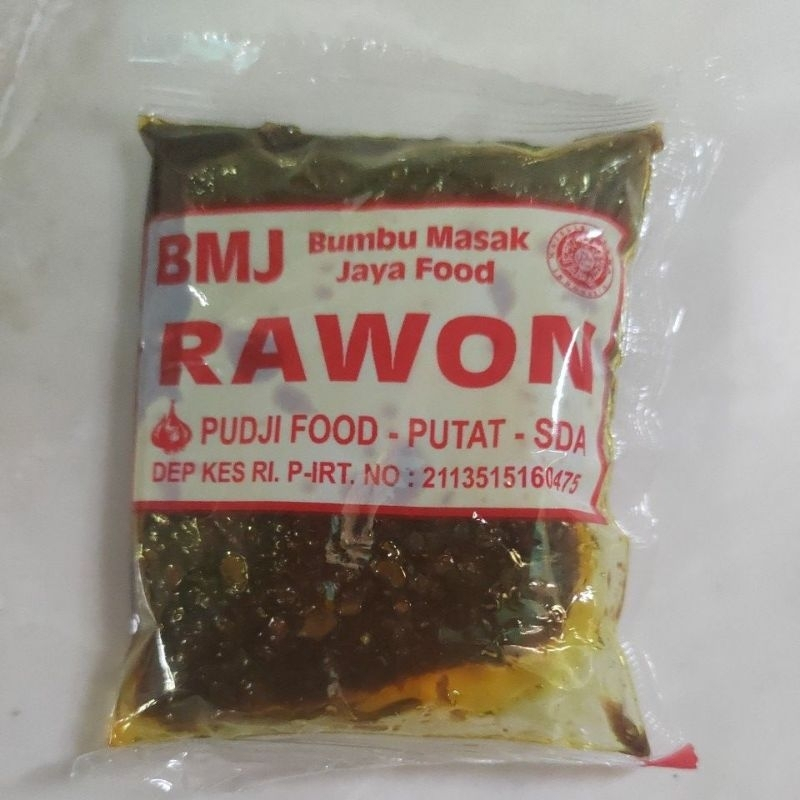 BMJ
Bumbu Masak
Jaya Food
RAWON
PUDJI FOOD - PUTAT - SDA
DEP KES RI. P-IRT. NO : 2113515160475